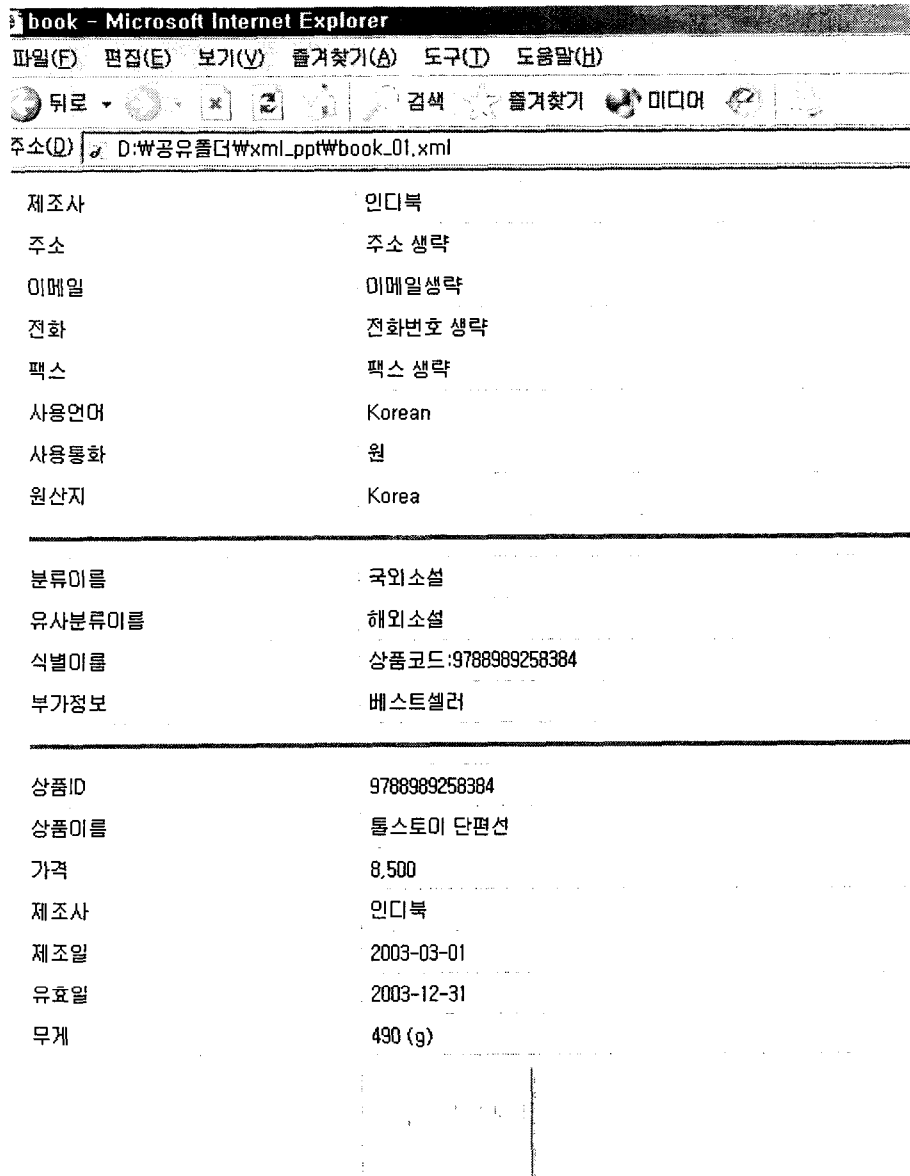 book - Microsoft Internet Explorer
파일(F) 편집(E) 보기(V) 즐겨찾기(A) 도구(T) 도움말(H)
뒤로 검색 즐겨찾기 미디어
주소(D) D:₩공유폴더₩xml_ppt₩book_01.xml
제조사 인디북
주소 주소 생략
이메일 이메일생략
전화 전화번호 생략
팩스 팩스 생략
사용언어 Korean
사용통화 원
원산지 Korea
분류이름 국외소설
유사분류이름 해외소설
식별이름 상품코드:9788989258384
부가정보 베스트셀러
상품ID 9788989258384
상품이름 톨스토이 단편선
가격 8,500
제조사 인디북
제조일 2003-03-01
유효일 2003-12-31
무게 490 (g)